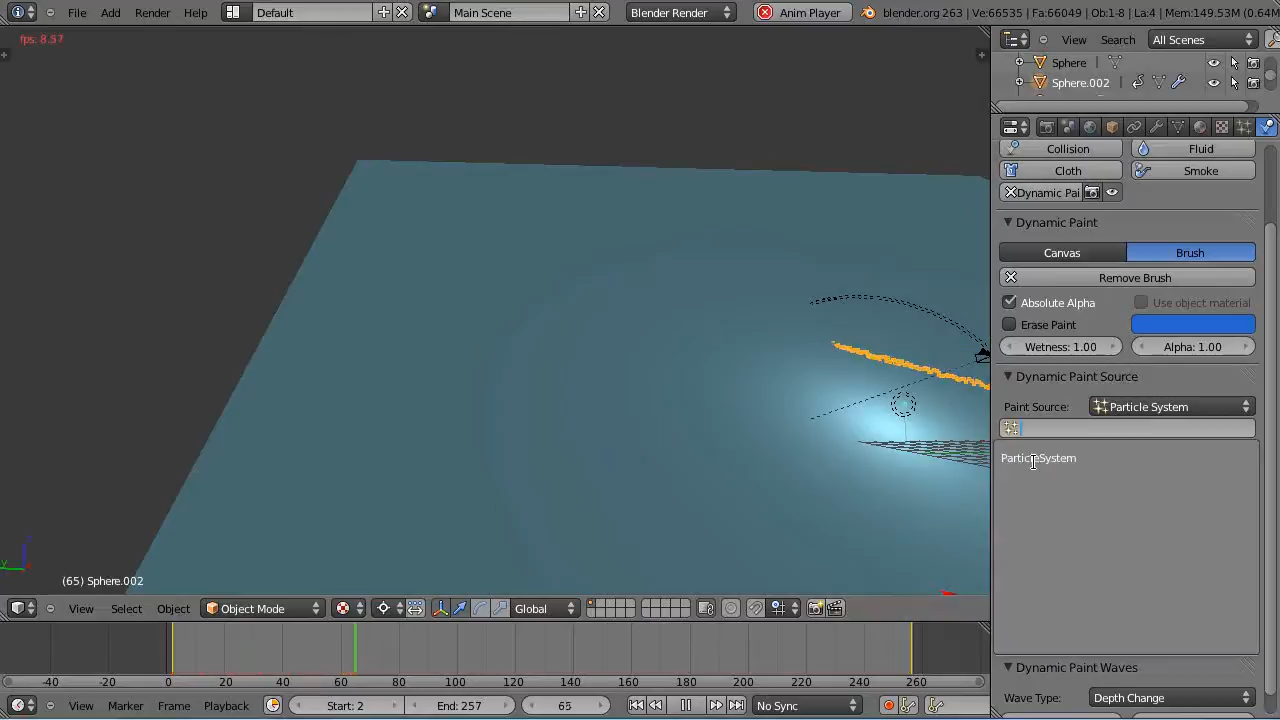 File Add Render Help Default Main Scene Blender Render Anim Player blender.org 263 | Ve:66535 | Fa:66049 | Ob:1-8 | La:4 | Mem:149.53M (0.64M
fps: 8.57
View Search All Scenes
Sphere
Sphere.002
Collision Fluid
Cloth Smoke
Dynamic Pai
Dynamic Paint
Canvas Brush
Remove Brush
Absolute Alpha Use object material
Erase Paint
Wetness: 1.00 Alpha: 1.00
Dynamic Paint Source
Paint Source: Particle System
ParticleSystem
(65) Sphere.002
View Select Object Object Mode Global
Dynamic Paint Waves
-40 -20 0 20 40 60 80 100 120 140 160 180 200 220 240 260
Wave Type: Depth Change
View Marker Frame Playback Start: 2 End: 257 65 No Sync